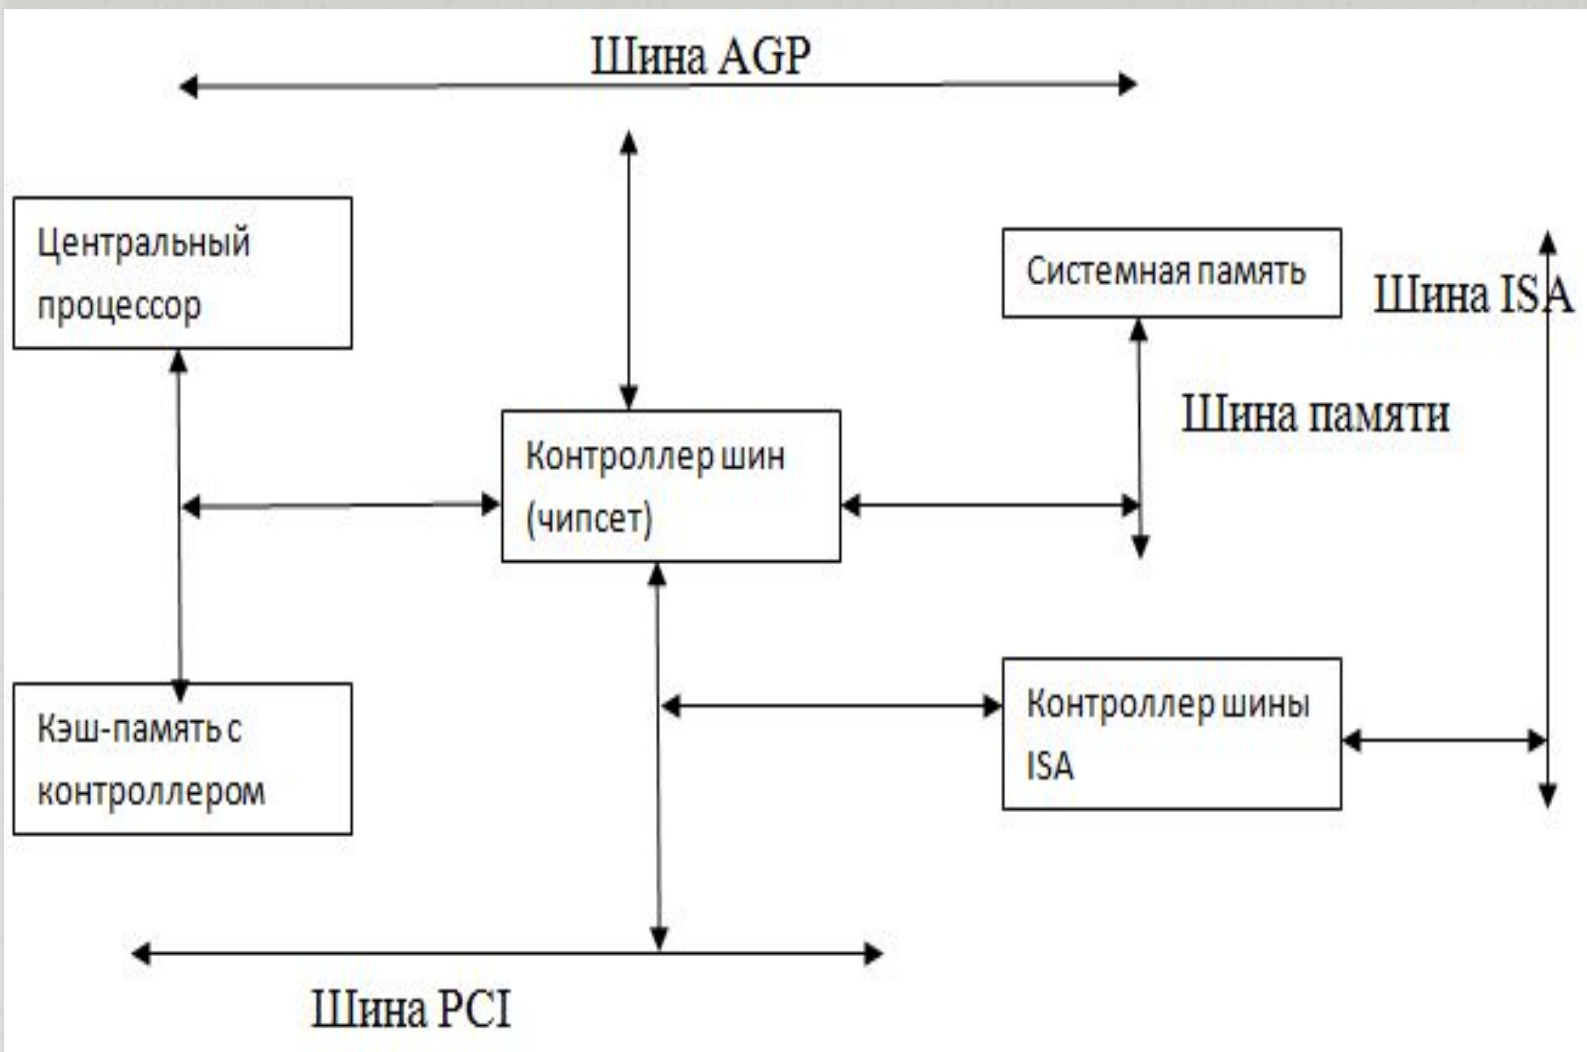 Шина AGP
Центральный
процессор
Системная память
Шина ISA
Шина памяти
Контроллер шин
(чипсет)
Кэш-память с
контроллером
Контроллер шины
ISA
Шина PCI